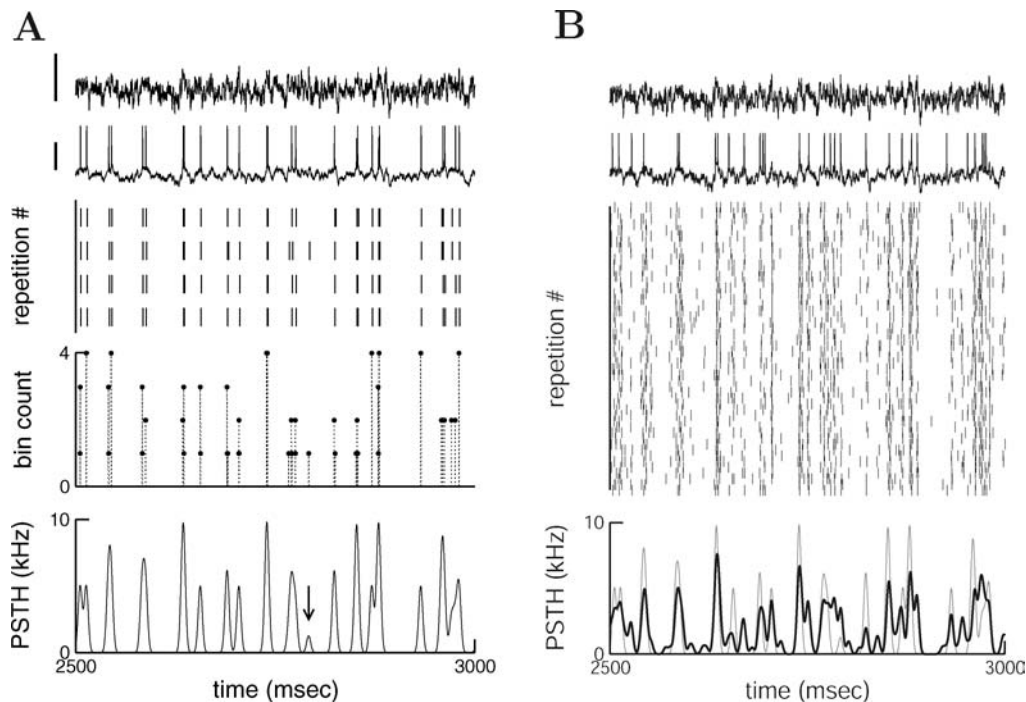 A
repetition #
4
bin count
0
10
PSTH (kHz)
0
2500
3000
time (msec)
B
repetition #
10
PSTH (kHz)
0
2500
3000
time (msec)